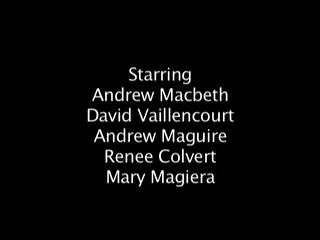 Starring
Andrew Macbeth
David Vaillencourt
Andrew Maguire
Renee Colvert
Mary Magiera